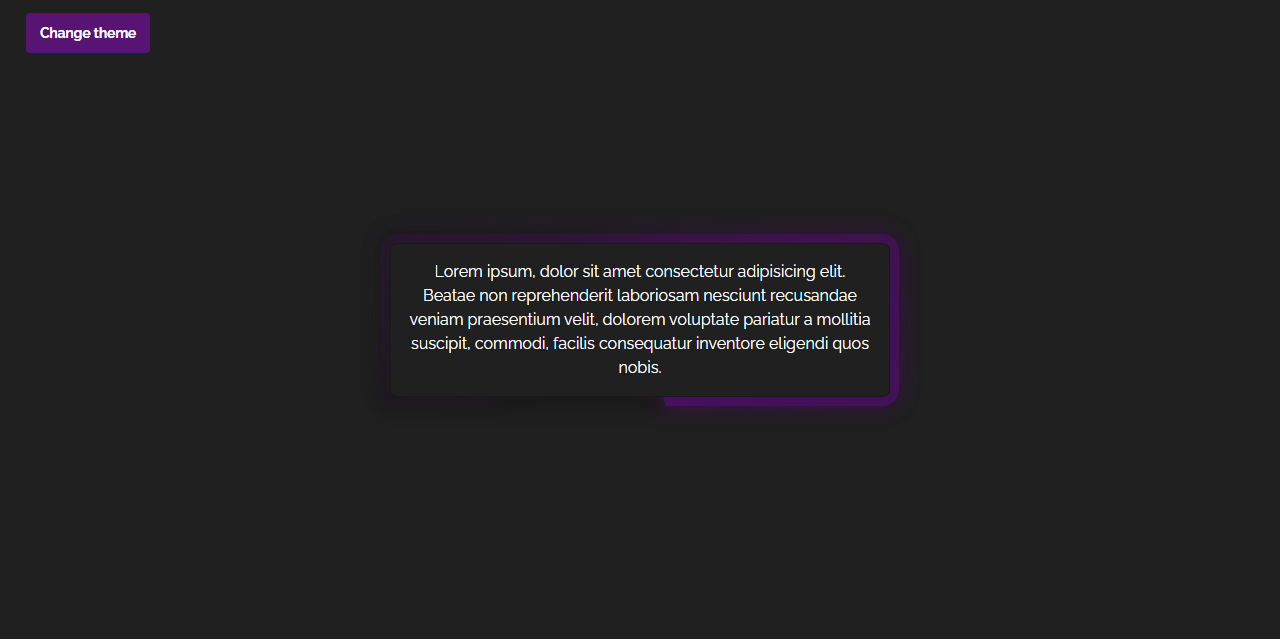 Change theme
Lorem ipsum, dolor sit amet consectetur adipisicing elit.
Beatae non reprehenderit laboriosam nesciunt recusandae
veniam praesentium velit, dolorem voluptate pariatur a mollitia
suscipit, commodi, facilis consequatur inventore eligendi quos
nobis.